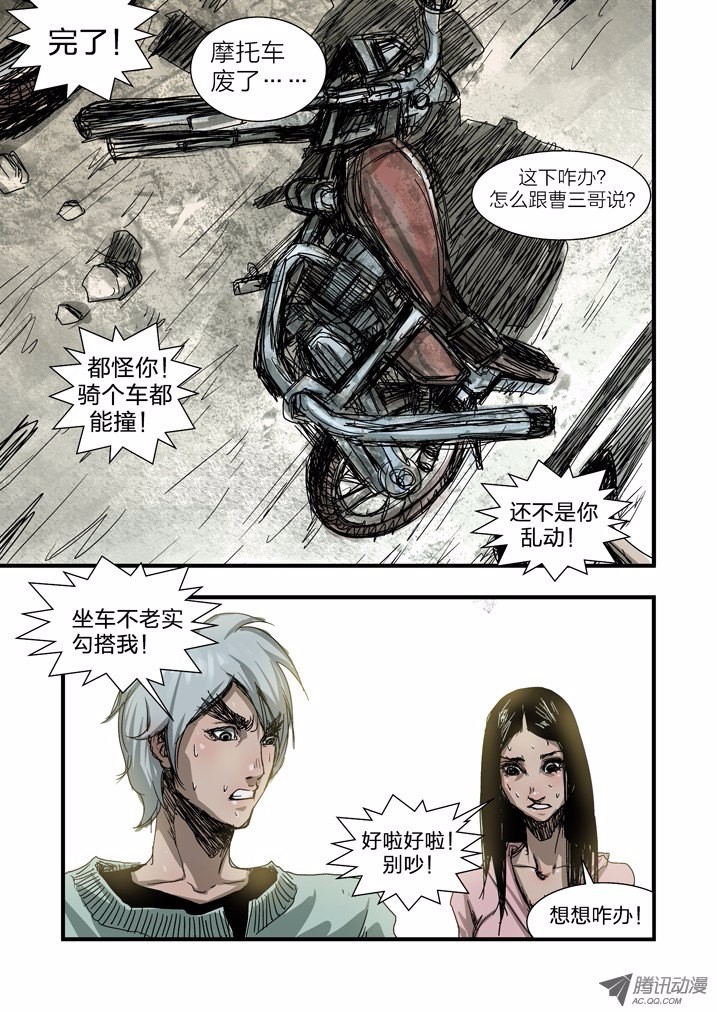 完了！
摩托车
废了……
这下咋办？
怎么跟曹三哥说？
都怪你！
骑个车都
能撞！
还不是你
乱动！
坐车不老实
勾搭我！
好啦好啦！
别吵！
想想咋办！
腾讯动漫
AC.QQ.COM